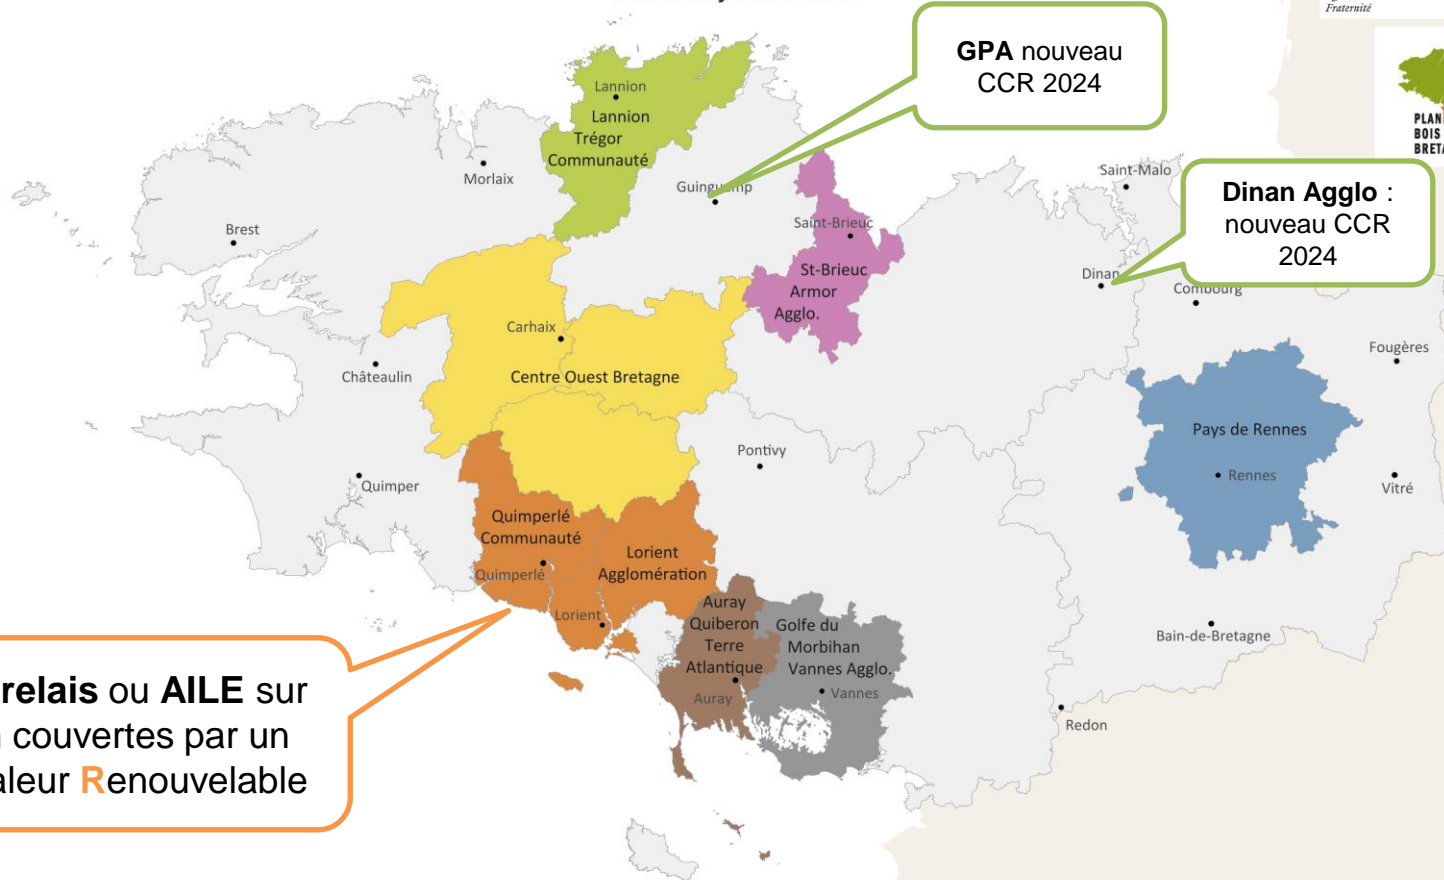 Fraternité
GPA nouveau
CCR 2024
PLAN
BOIS
BRETA
Dinan Agglo :
nouveau CCR
2024
Lannion
Lannion
Trégor
Communauté
Morlaix
Guingamp
Saint-Malo
Brest
Saint-Brieuc
St-Brieuc
Armor
Agglo.
Dinan
Combourg
Carhaix
Châteaulin
Centre Ouest Bretagne
Fougères
Pays de Rennes
Rennes
Vitré
Pontivy
Quimper
Quimperlé
Communauté
Quimperlé
Lorient
Agglomération
Lorient
Auray
Quiberon
Terre
Atlantique
Auray
Golfe du
Morbihan
Vannes Agglo.
Vannes
Bain-de-Bretagne
Redon
relais ou AILE sur
couvertes par un
aleur Renouvelable